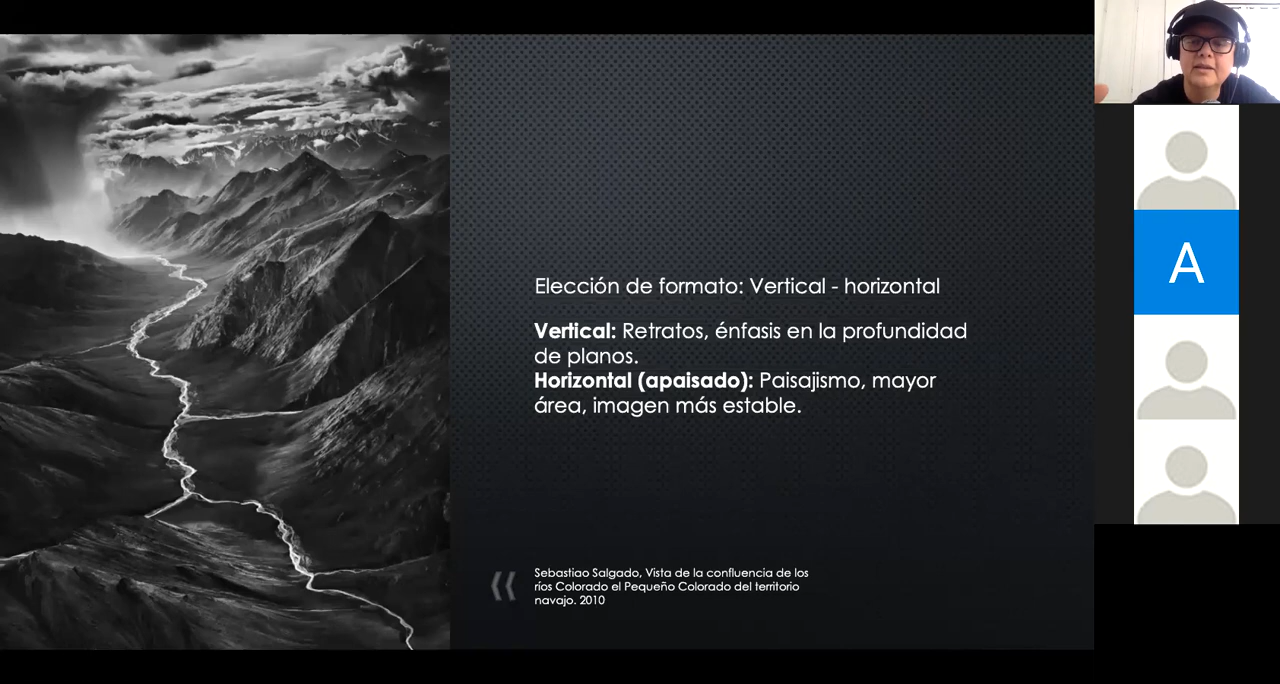 Elección de formato: Vertical - horizontal
Vertical: Retratos, énfasis en la profundidad
de planos.
Horizontal (apaisado): Paisajismo, mayor
área, imagen más estable.
Sebastiao Salgado, Vista de la confluencia de los
ríos Colorado el Pequeño Colorado del territorio
navajo. 2010
A